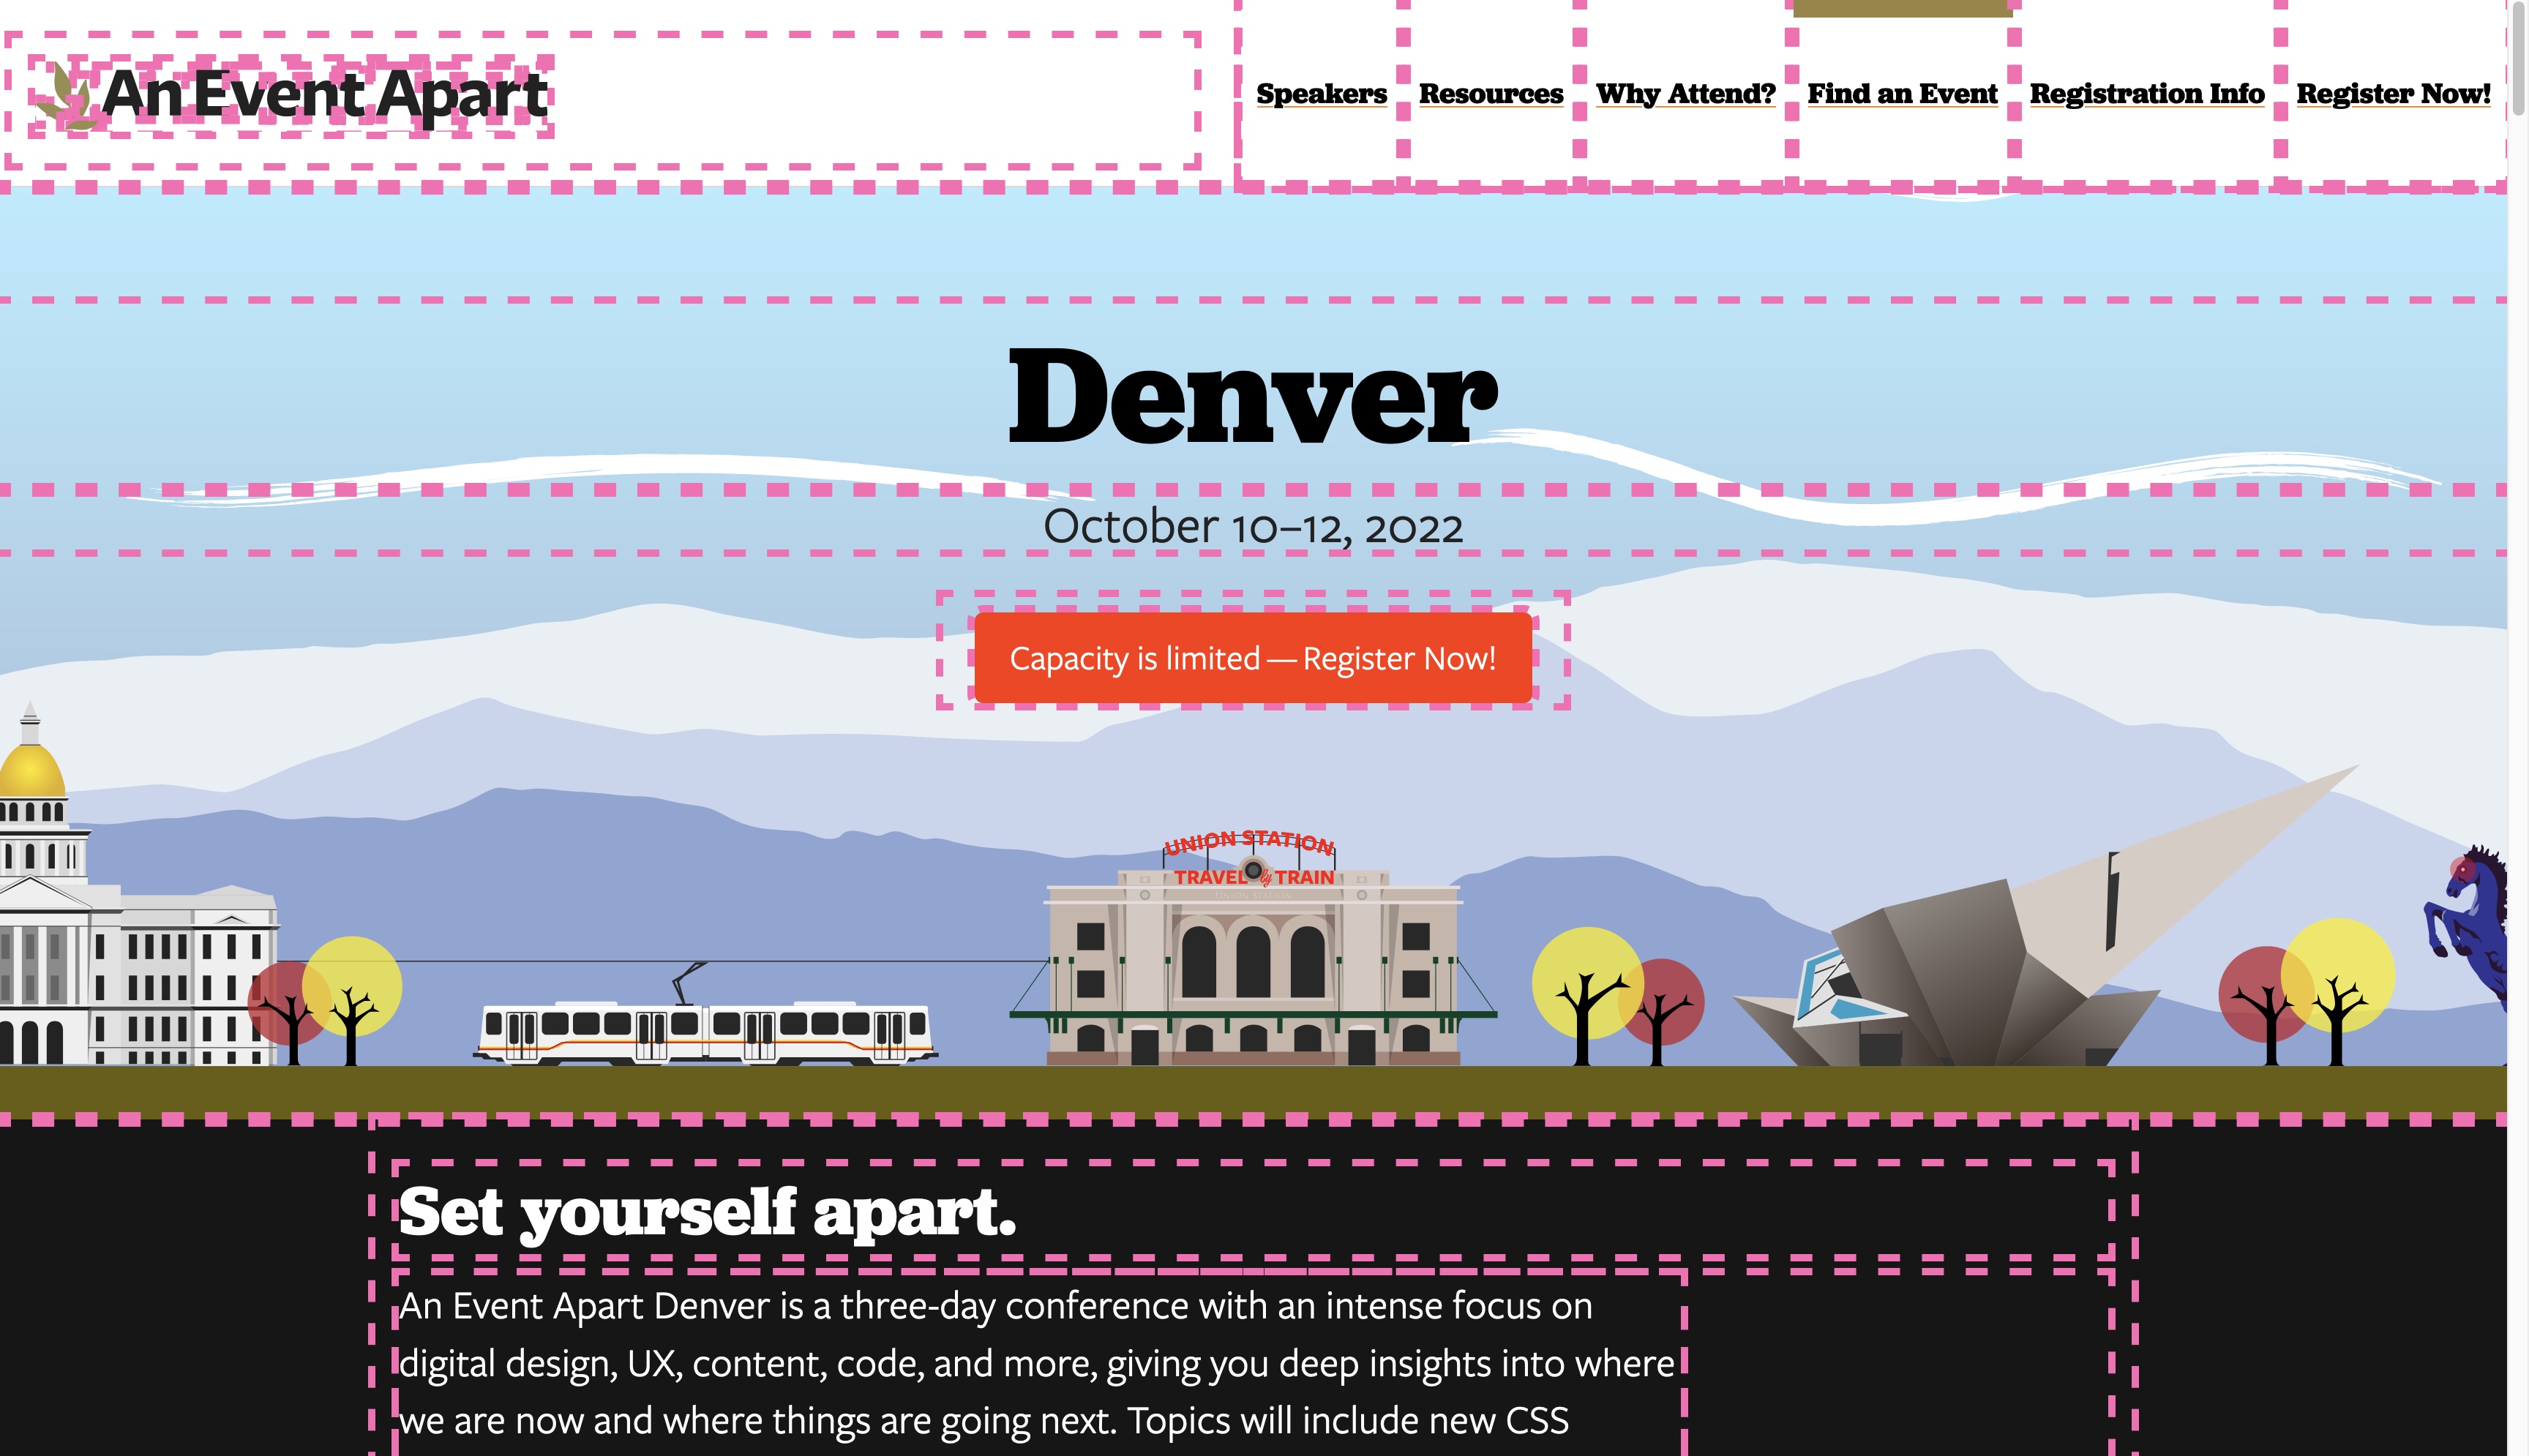 An Event Apart
Speakers
Resources
Why Attend?
Find an Event
Registration Info
Register Now!
Denver
October 10–12, 2022
Capacity is limited — Register Now!
UNION STATION
TRAVEL by TRAIN
UNION STATION
Set yourself apart.
An Event Apart Denver is a three-day conference with an intense focus on
digital design, UX, content, code, and more, giving you deep insights into where
we are now and where things are going next. Topics will include new CSS